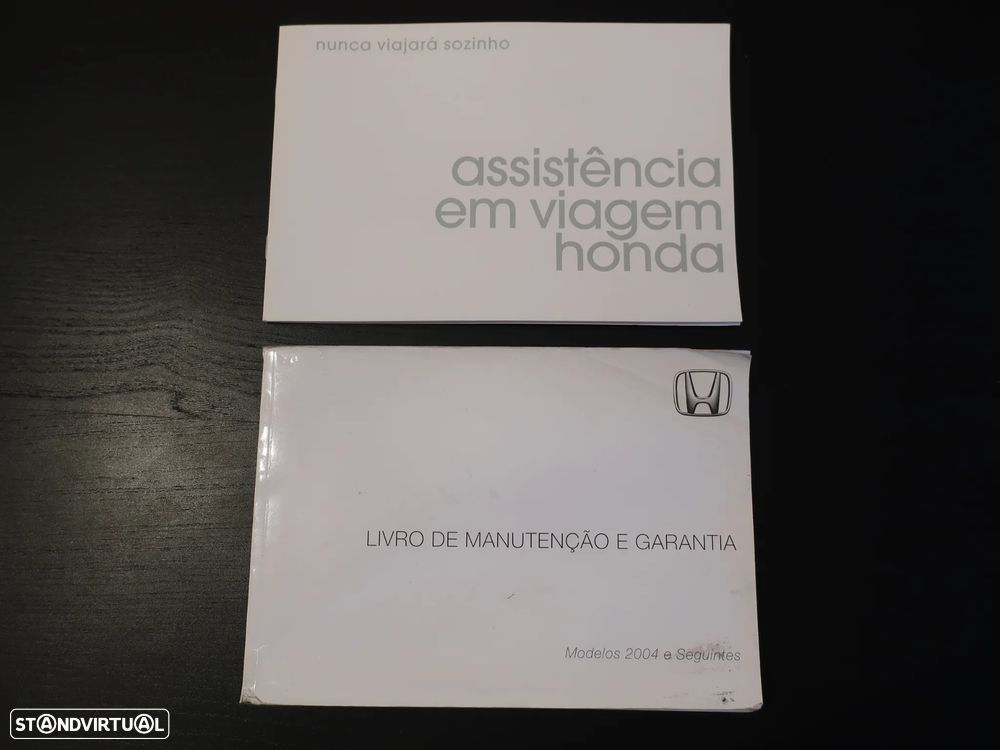 nunca viajará sozinho
assistência
em viagem
honda
LIVRO DE MANUTENÇÃO E GARANTIA
Modelos 2004 e Seguintes
STANDVIRTUAL